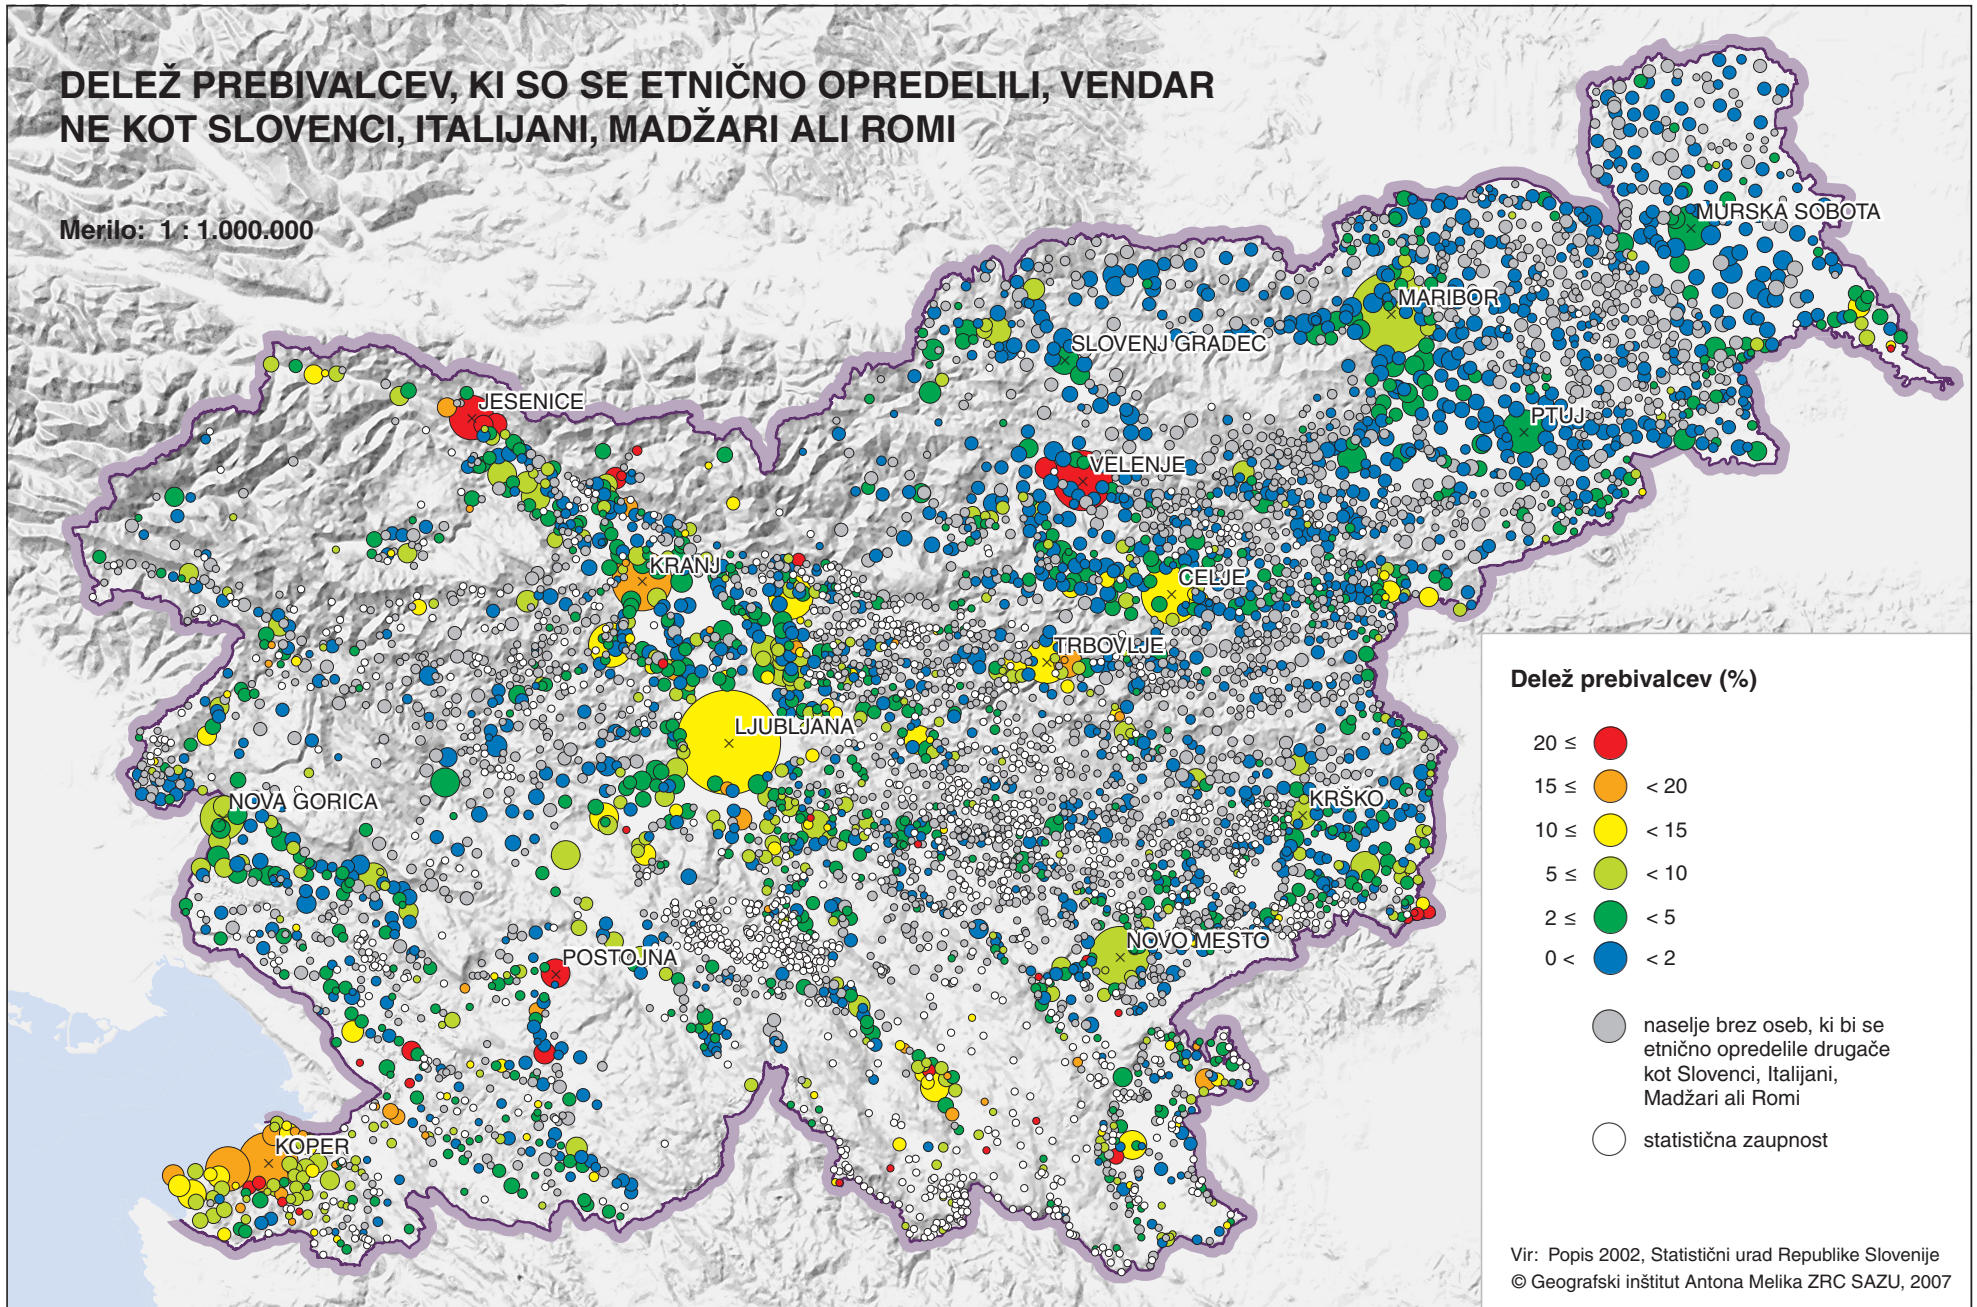 DELEŽ PREBIVALCEV, KI SO SE ETNIČNO OPREDELILI, VENDAR
NE KOT SLOVENCI, ITALIJANI, MADŽARI ALI ROMI
Merilo: 1 : 1.000.000
MURSKA SOBOTA
MARIBOR
SLOVENJ GRADEC
JESENICE
PTUJ
VELENJE
KRANJ
CELJE
TRBOVLJE
LJUBLJANA
NOVA GORICA
KRŠKO
NOVO MESTO
POSTOJNA
KOPER
Delež prebivalcev (%)
20 ≤
15 ≤ < 20
10 ≤ < 15
5 ≤ < 10
2 ≤ < 5
0 < < 2
naselje brez oseb, ki bi se
etnično opredelile drugače
kot Slovenci, Italijani,
Madžari ali Romi
statistična zaupnost
Vir: Popis 2002, Statistični urad Republike Slovenije
© Geografski inštitut Antona Melika ZRC SAZU, 2007